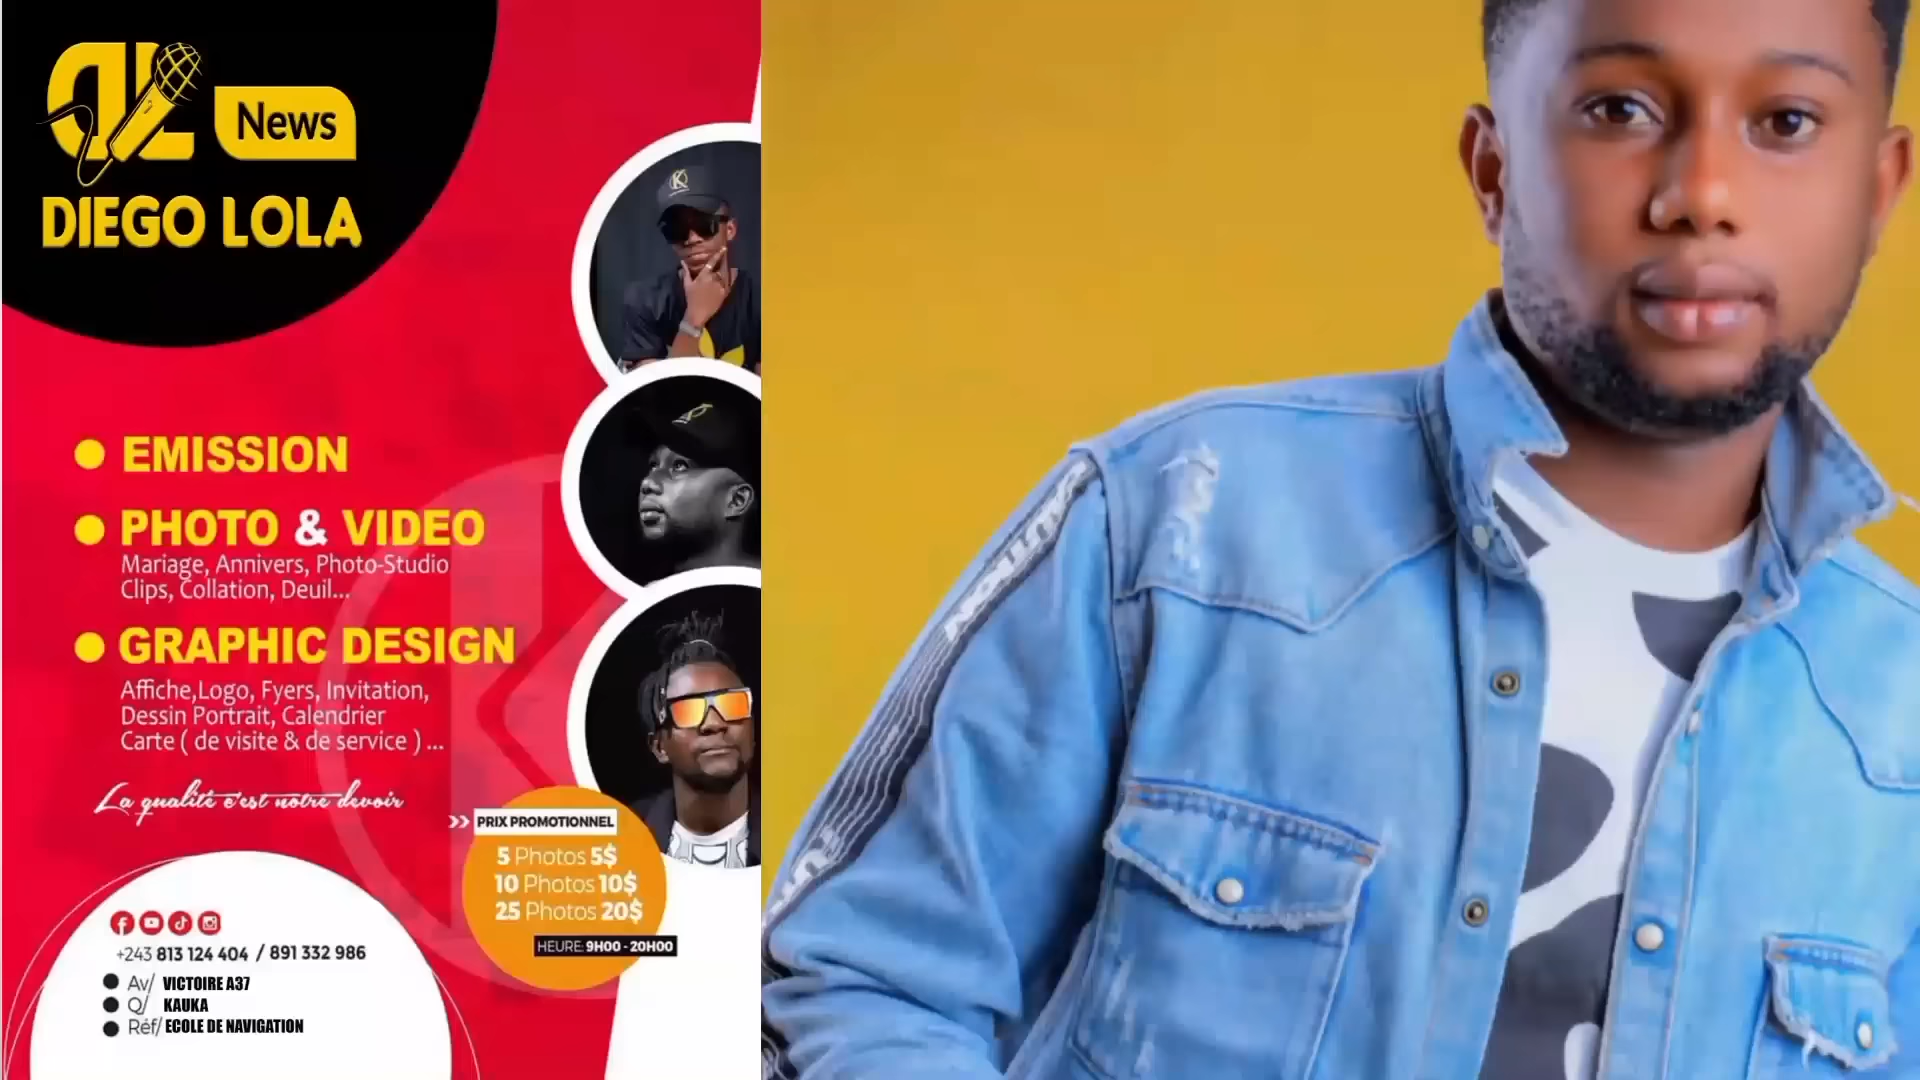 DL News
DIEGO LOLA
EMISSION
PHOTO & VIDEO
Mariage, Annivers, Photo-Studio
Clips, Collation, Deuil...
GRAPHIC DESIGN
Affiche,Logo, Fyers, Invitation,
Dessin Portrait, Calendrier
Carte ( de visite & de service ) ...
La qualité c'est notre devoir
PRIX PROMOTIONNEL
5 Photos 5$
10 Photos 10$
25 Photos 20$
HEURE: 9H00 - 20H00
+243 813 124 404 / 891 332 986
Av/ VICTOIRE A37
Q/ KAUKA
Réf/ ECOLE DE NAVIGATION